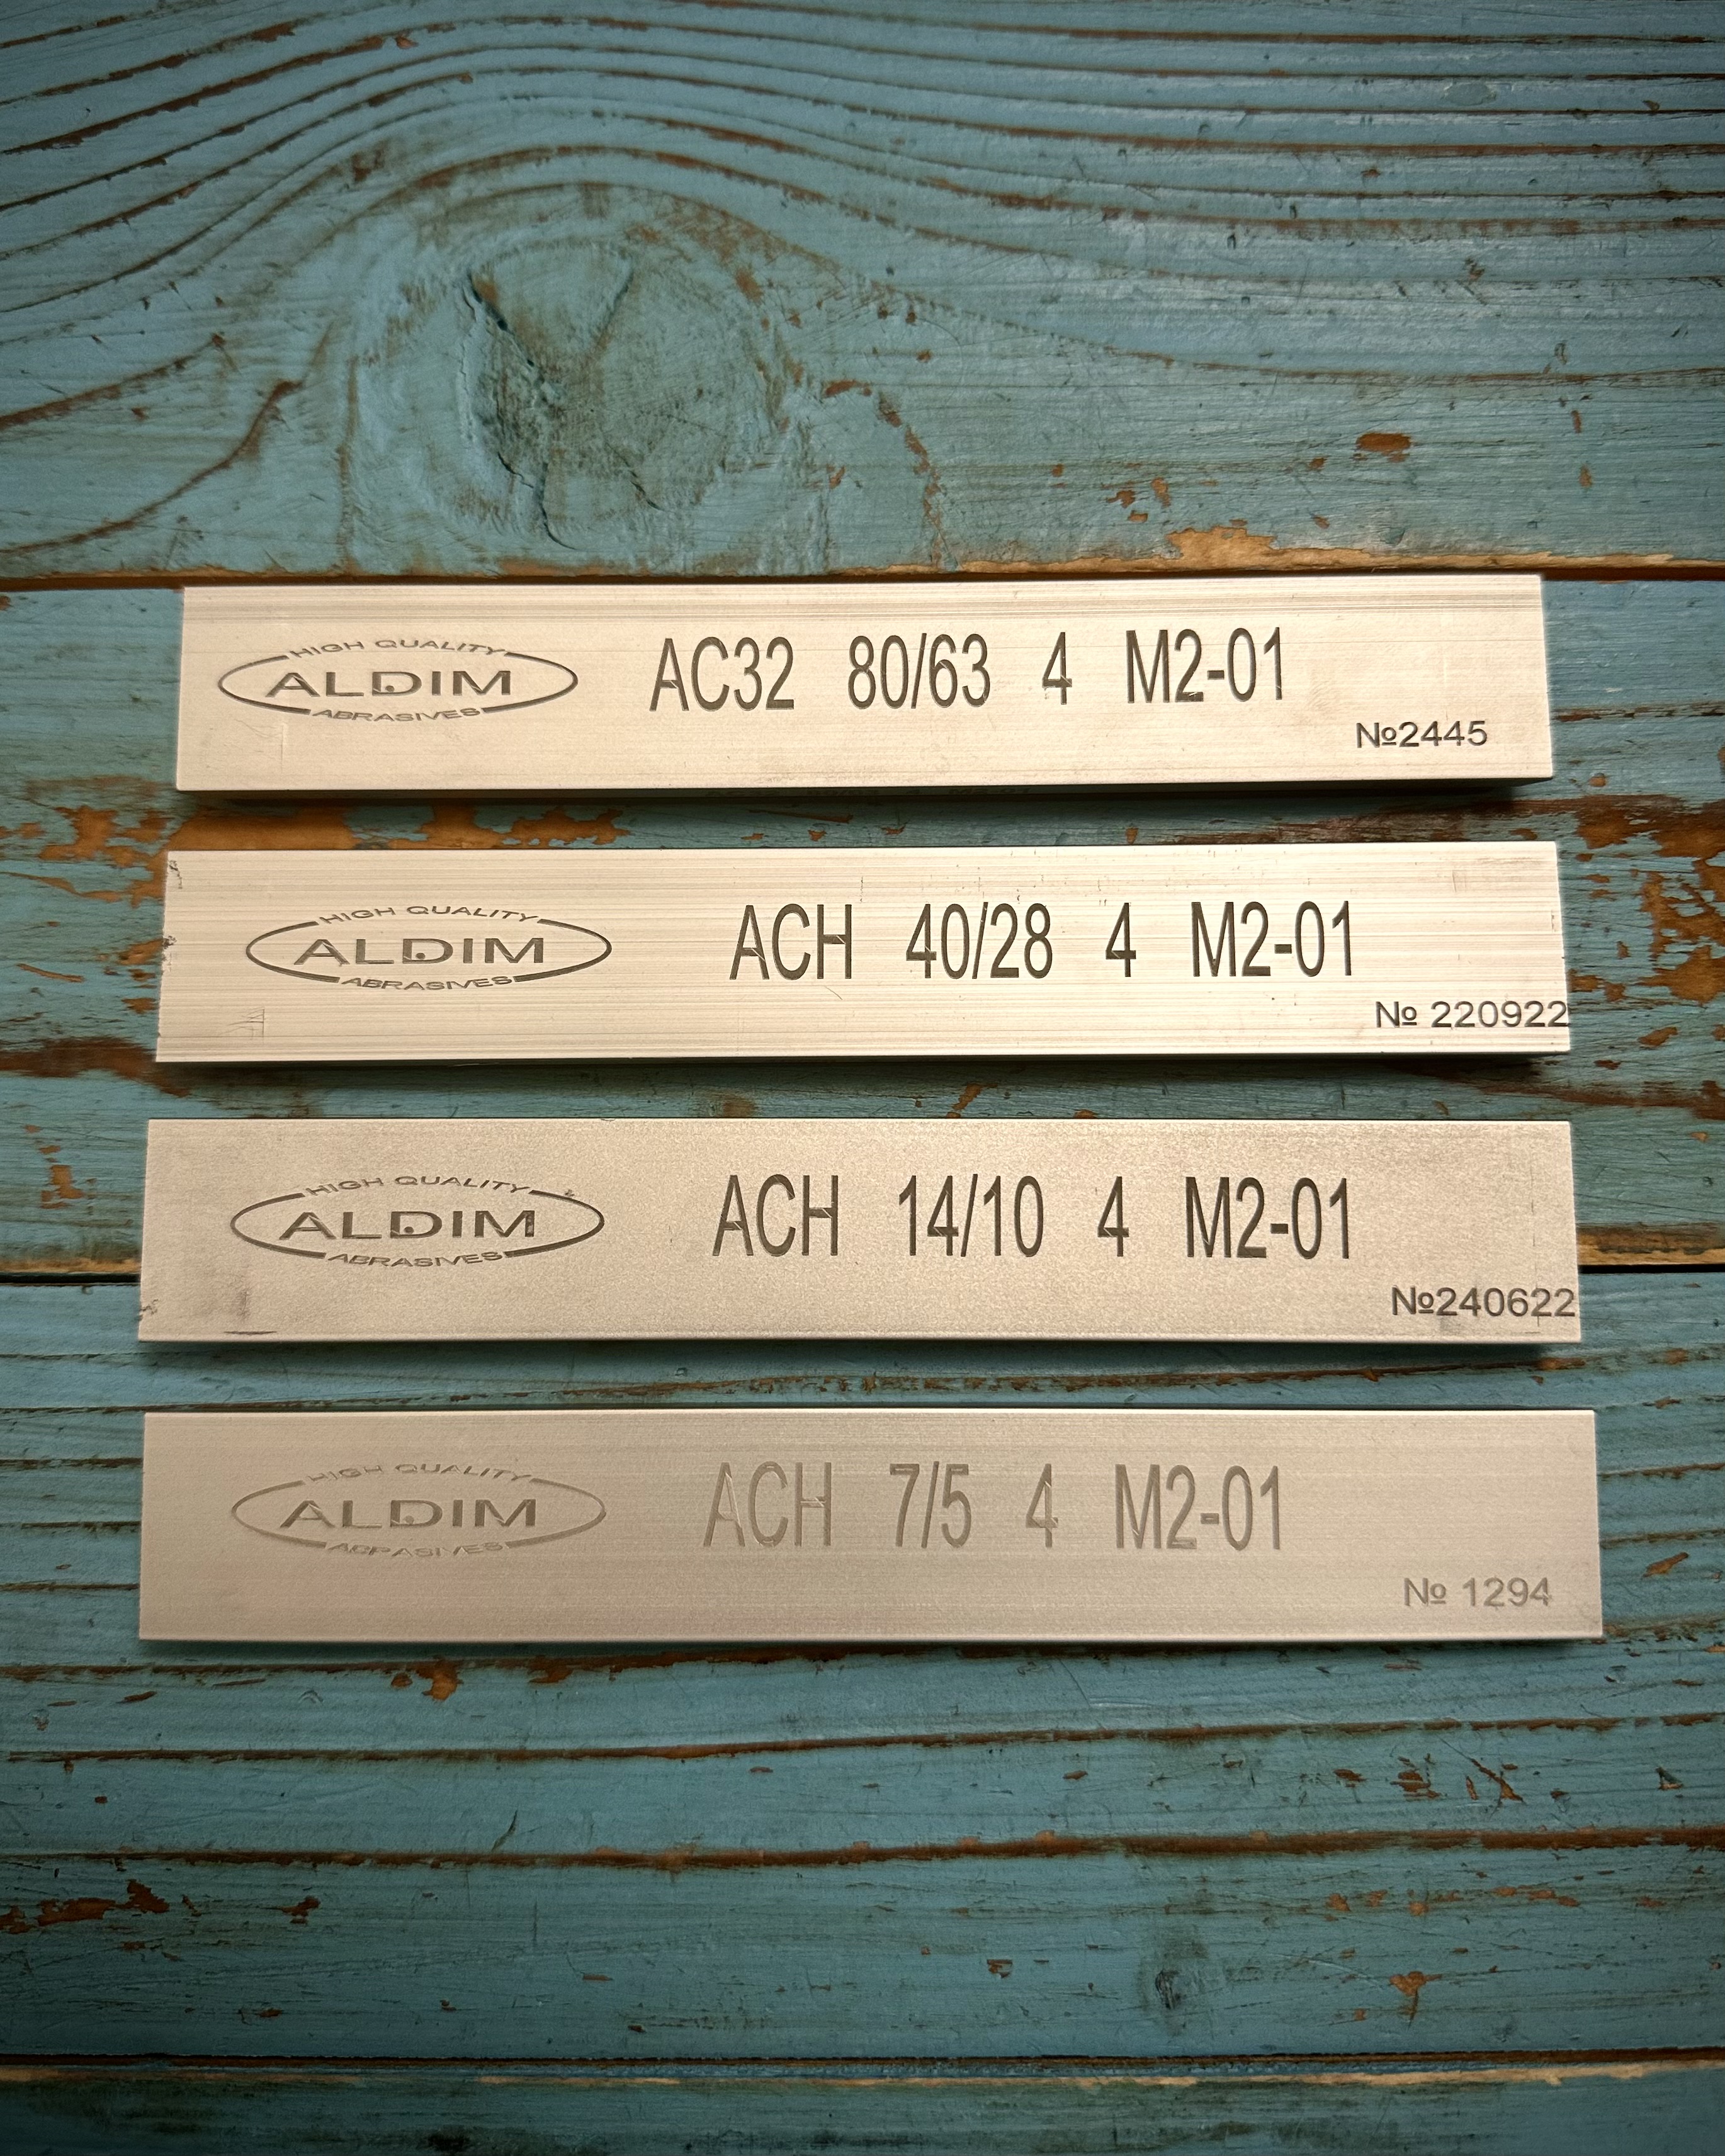 HIGH QUALITY
ALDIM
ABRASIVES
AC32 80/63 4 M2-01
№2445
HIGH QUALITY
ALDIM
ABRASIVES
ACH 40/28 4 M2-01
№ 220922
HIGH QUALITY
ALDIM
ABRASIVES
ACH 14/10 4 M2-01
№240622
HIGH QUALITY
ALDIM
ABRASIVES
ACH 7/5 4 M2-01
№ 1294